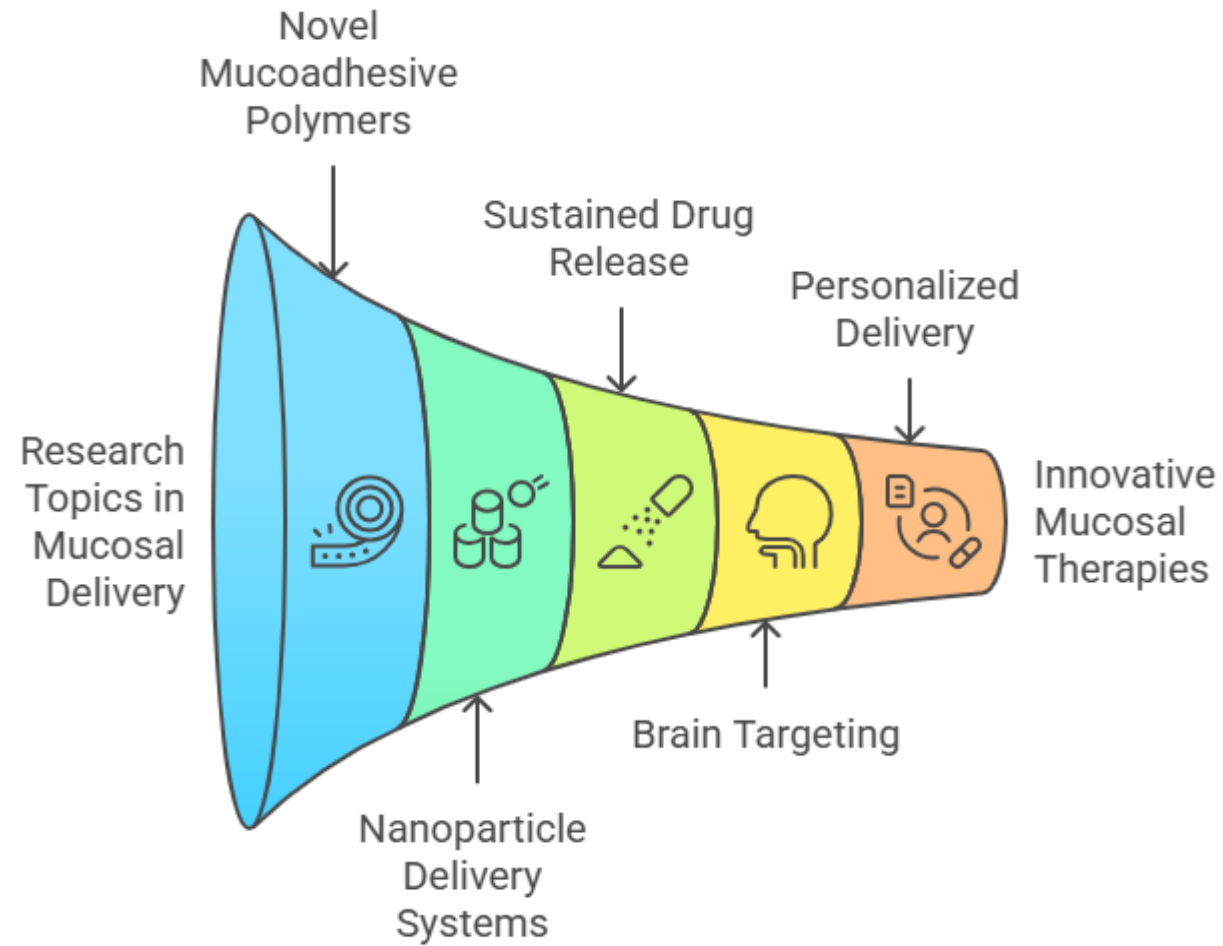 Novel
Mucoadhesive
Polymers
Sustained Drug
Release
Personalized
Delivery
Research
Topics in
Mucosal
Delivery
Innovative
Mucosal
Therapies
Brain Targeting
Nanoparticle
Delivery
Systems